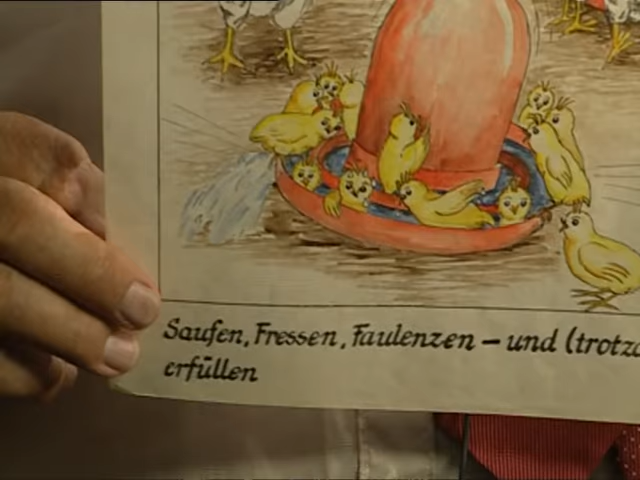 Saufen, Fressen, Faulenzen – und (trotz
erfüllen